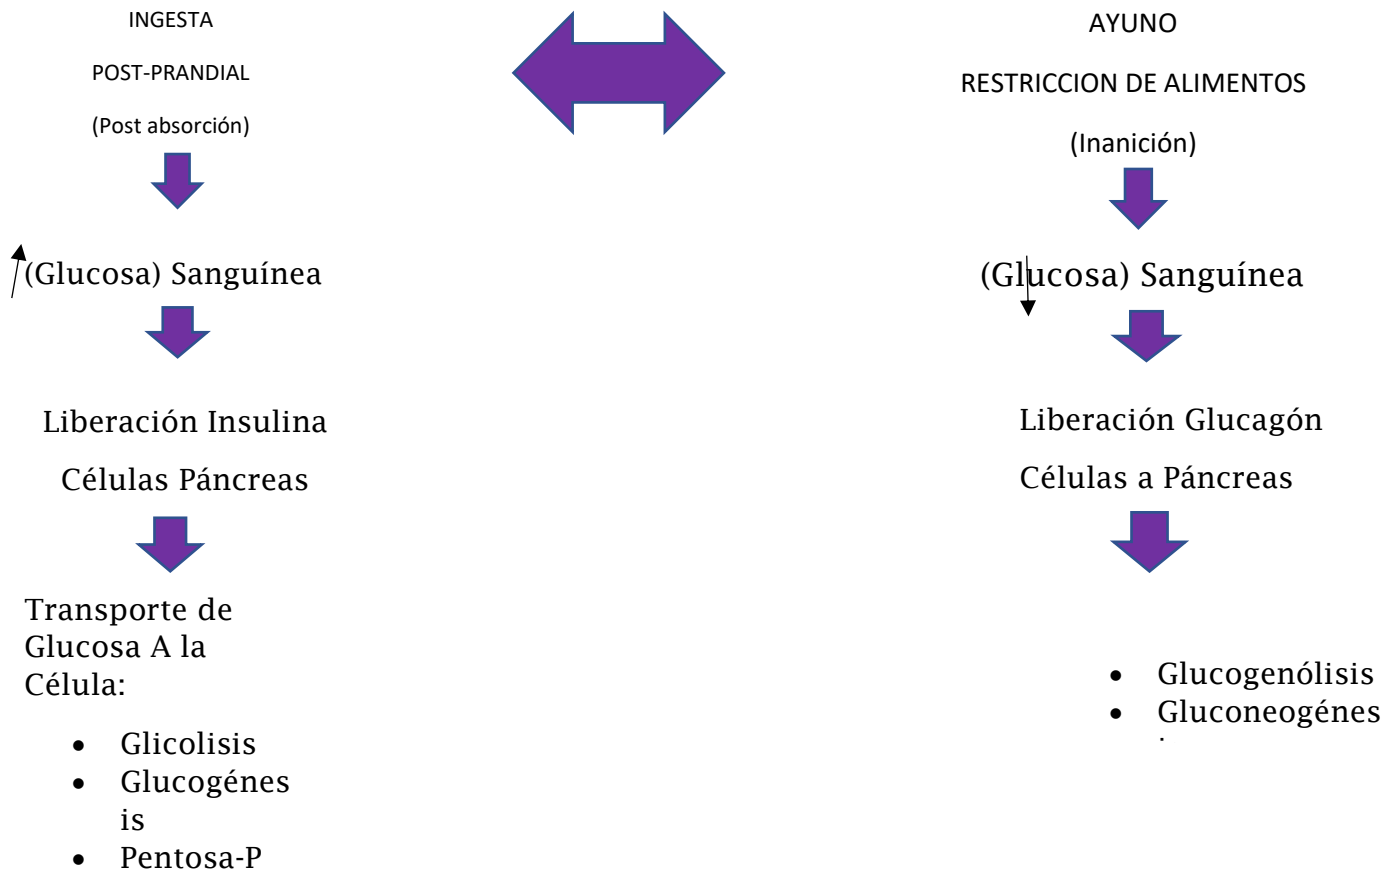 INGESTA
POST-PRANDIAL
(Post absorción)
(Glucosa) Sanguínea
Liberación Insulina
Células Páncreas
Transporte de
Glucosa A la
Célula:
• Glicolisis
• Glucogénes
is
• Pentosa-P
AYUNO
RESTRICCION DE ALIMENTOS
(Inanición)
(Glucosa) Sanguínea
Liberación Glucagón
Células a Páncreas
• Glucogenólisis
• Gluconeogénes